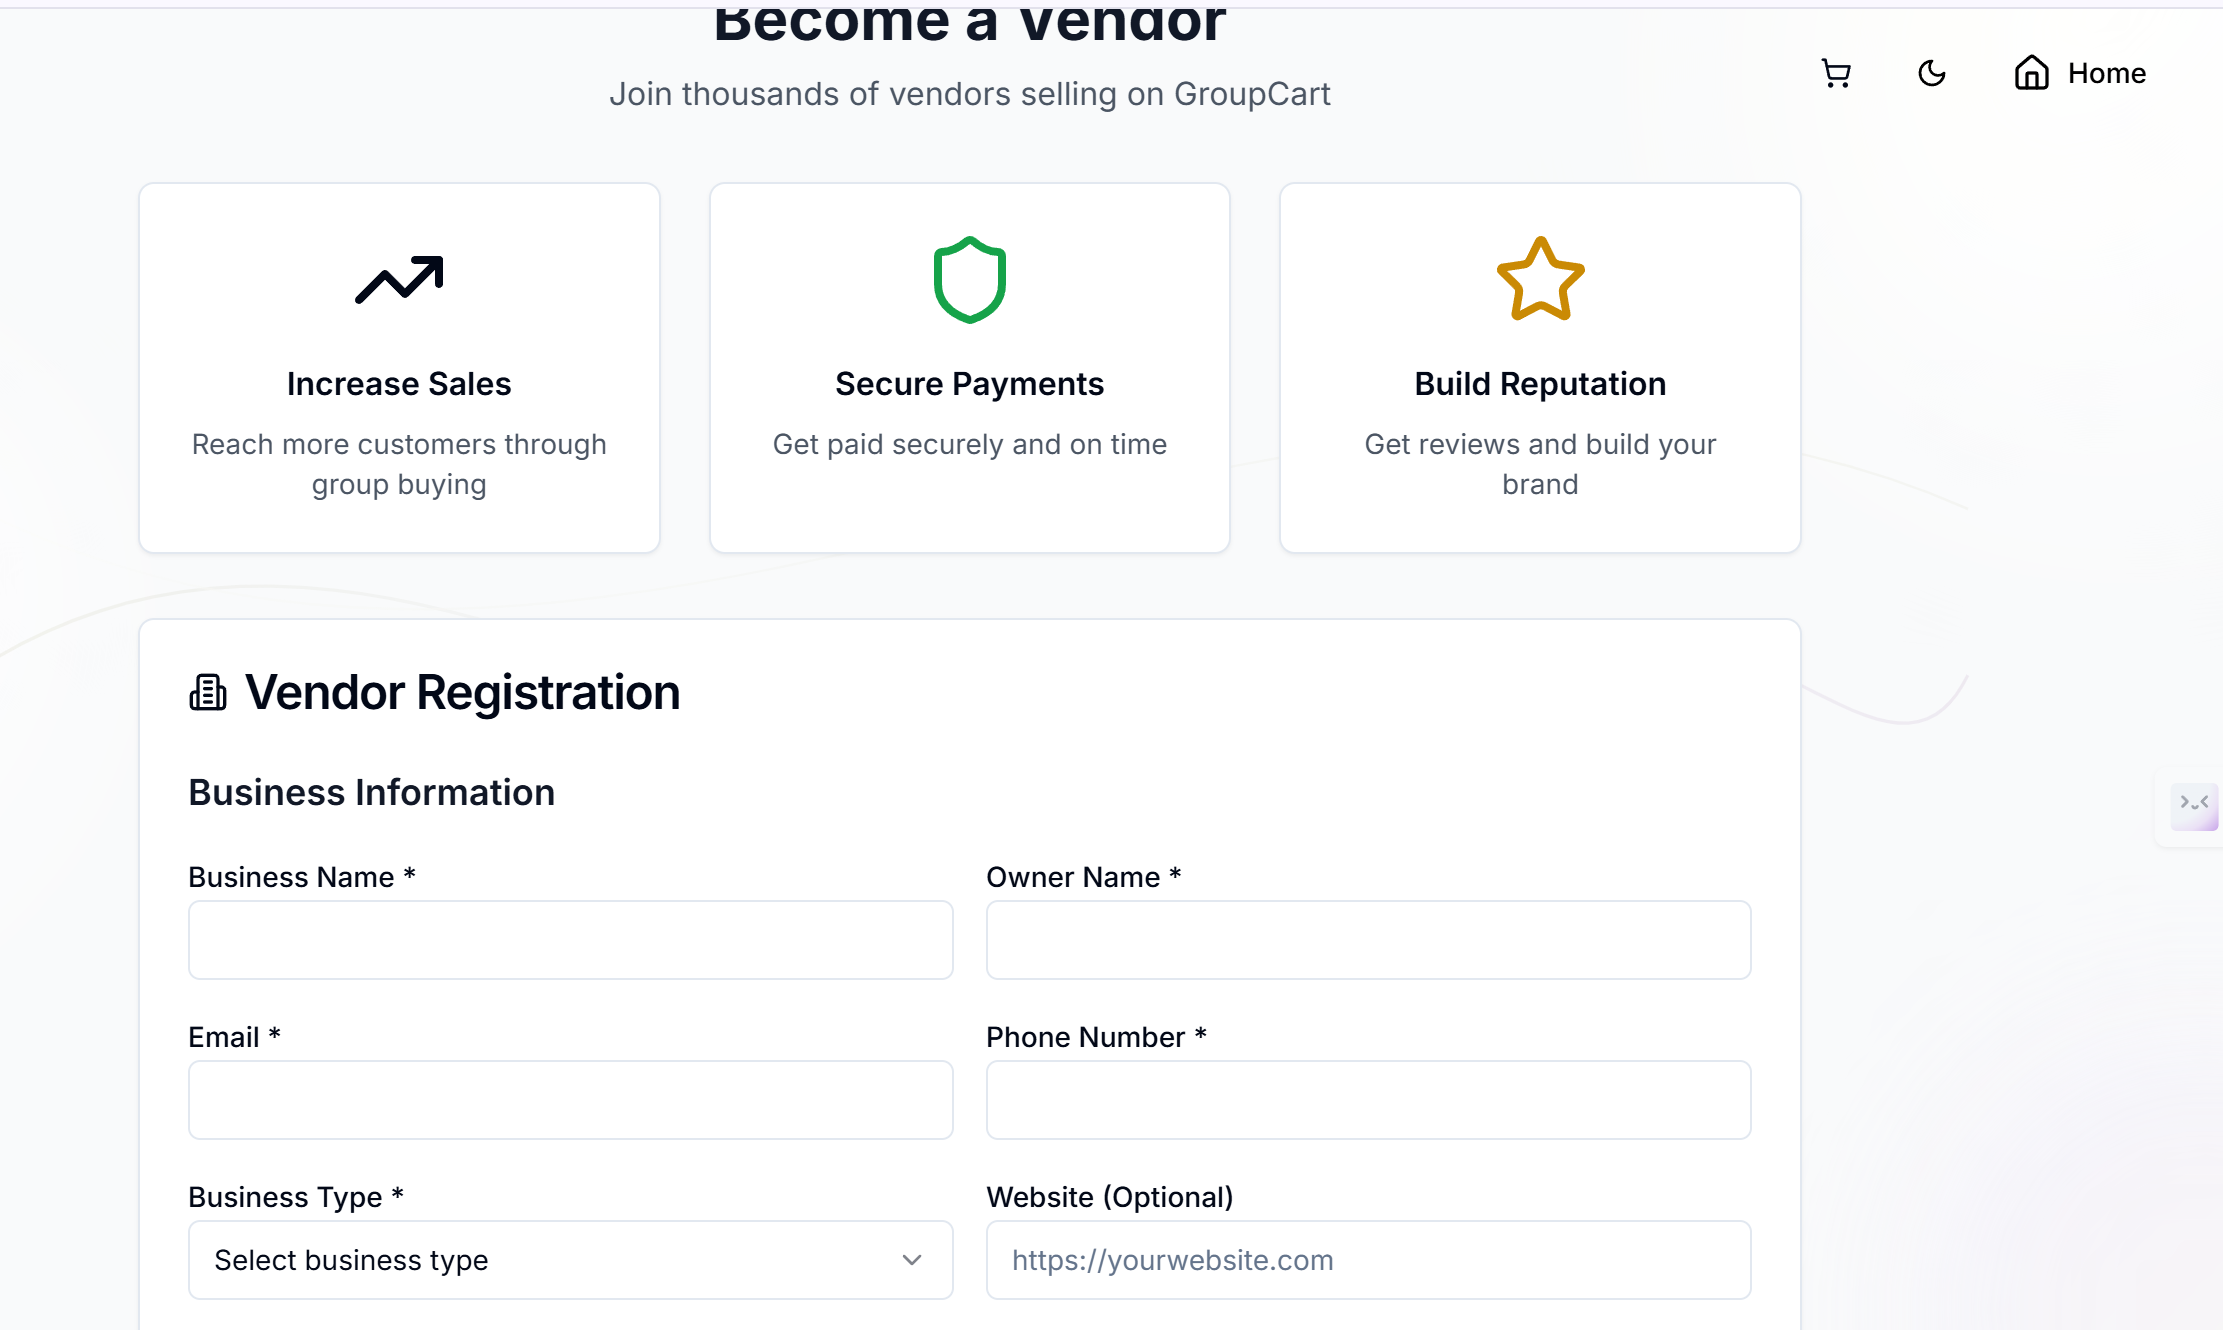 Become a Vendor
Join thousands of vendors selling on GroupCart
Home
Increase Sales
Reach more customers through
group buying
Secure Payments
Get paid securely and on time
Build Reputation
Get reviews and build your
brand
Vendor Registration
Business Information
Business Name *
Owner Name *
Email *
Phone Number *
Business Type *
Website (Optional)
Select business type
https://yourwebsite.com